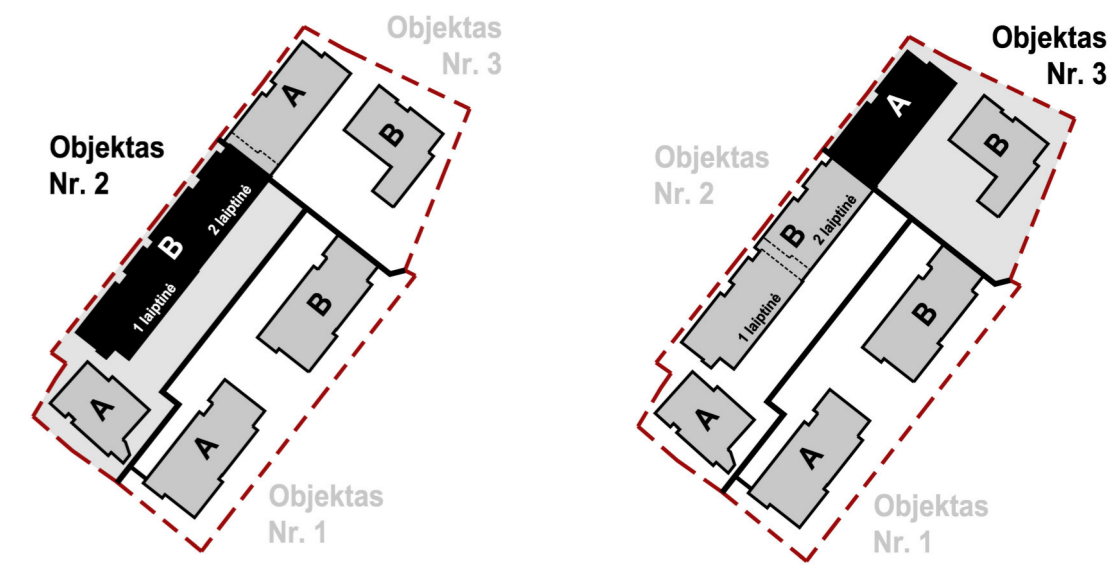 Objektas
Nr. 3
A
B
Objektas
Nr. 2
B
2 laiptinė
1 laiptinė
B
A
A
Objektas
Nr. 1
Objektas
Nr. 3
A
B
Objektas
Nr. 2
B
2 laiptinė
1 laiptinė
B
A
A
Objektas
Nr. 1